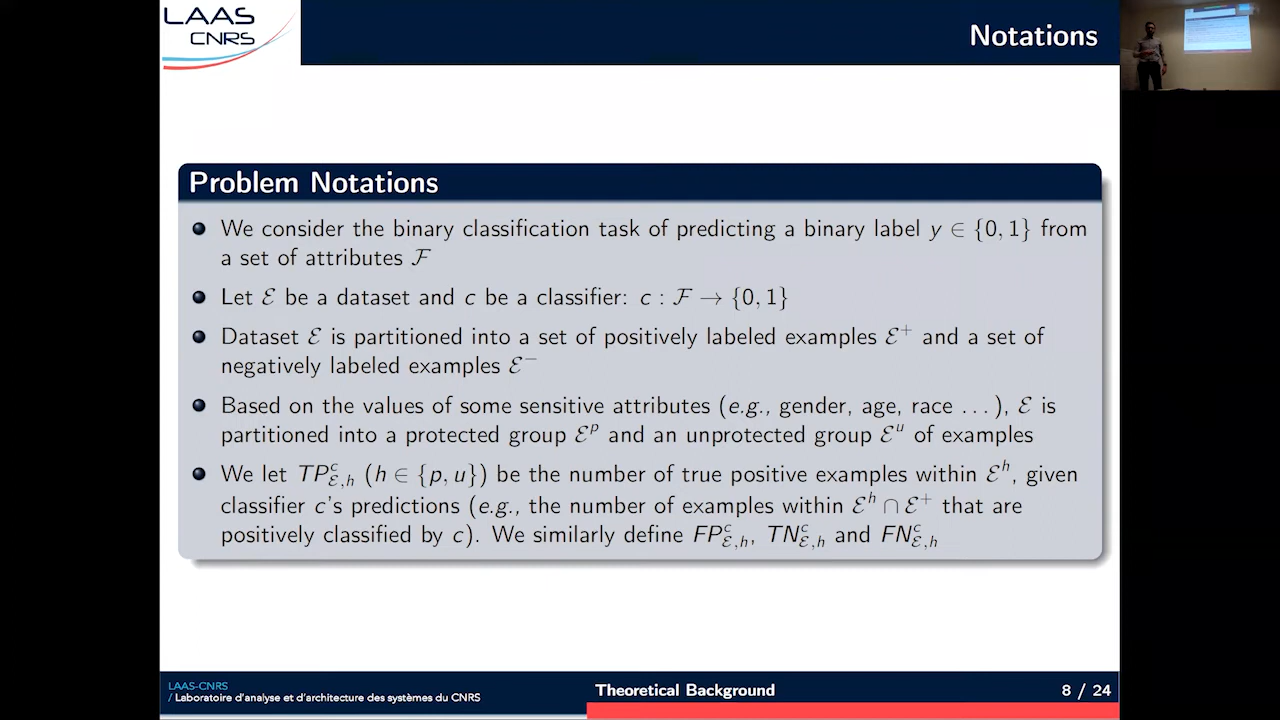 LAAS
CNRS
Notations
Problem Notations
We consider the binary classification task of predicting a binary label y ∈ {0, 1} from
a set of attributes ℱ
Let ℰ be a dataset and c be a classifier: c : ℱ → {0, 1}
Dataset ℰ is partitioned into a set of positively labeled examples ℰ⁺ and a set of
negatively labeled examples ℰ⁻
Based on the values of some sensitive attributes (e.g., gender, age, race ...), ℰ is
partitioned into a protected group ℰᵖ and an unprotected group ℰᵘ of examples
We let TP^c_{ℰ,h} (h ∈ {p, u}) be the number of true positive examples within ℰʰ, given
classifier c's predictions (e.g., the number of examples within ℰʰ ∩ ℰ⁺ that are
positively classified by c). We similarly define FP^c_{ℰ,h}, TN^c_{ℰ,h} and FN^c_{ℰ,h}
LAAS-CNRS
/ Laboratoire d'analyse et d'architecture des systèmes du CNRS
Theoretical Background
8 / 24